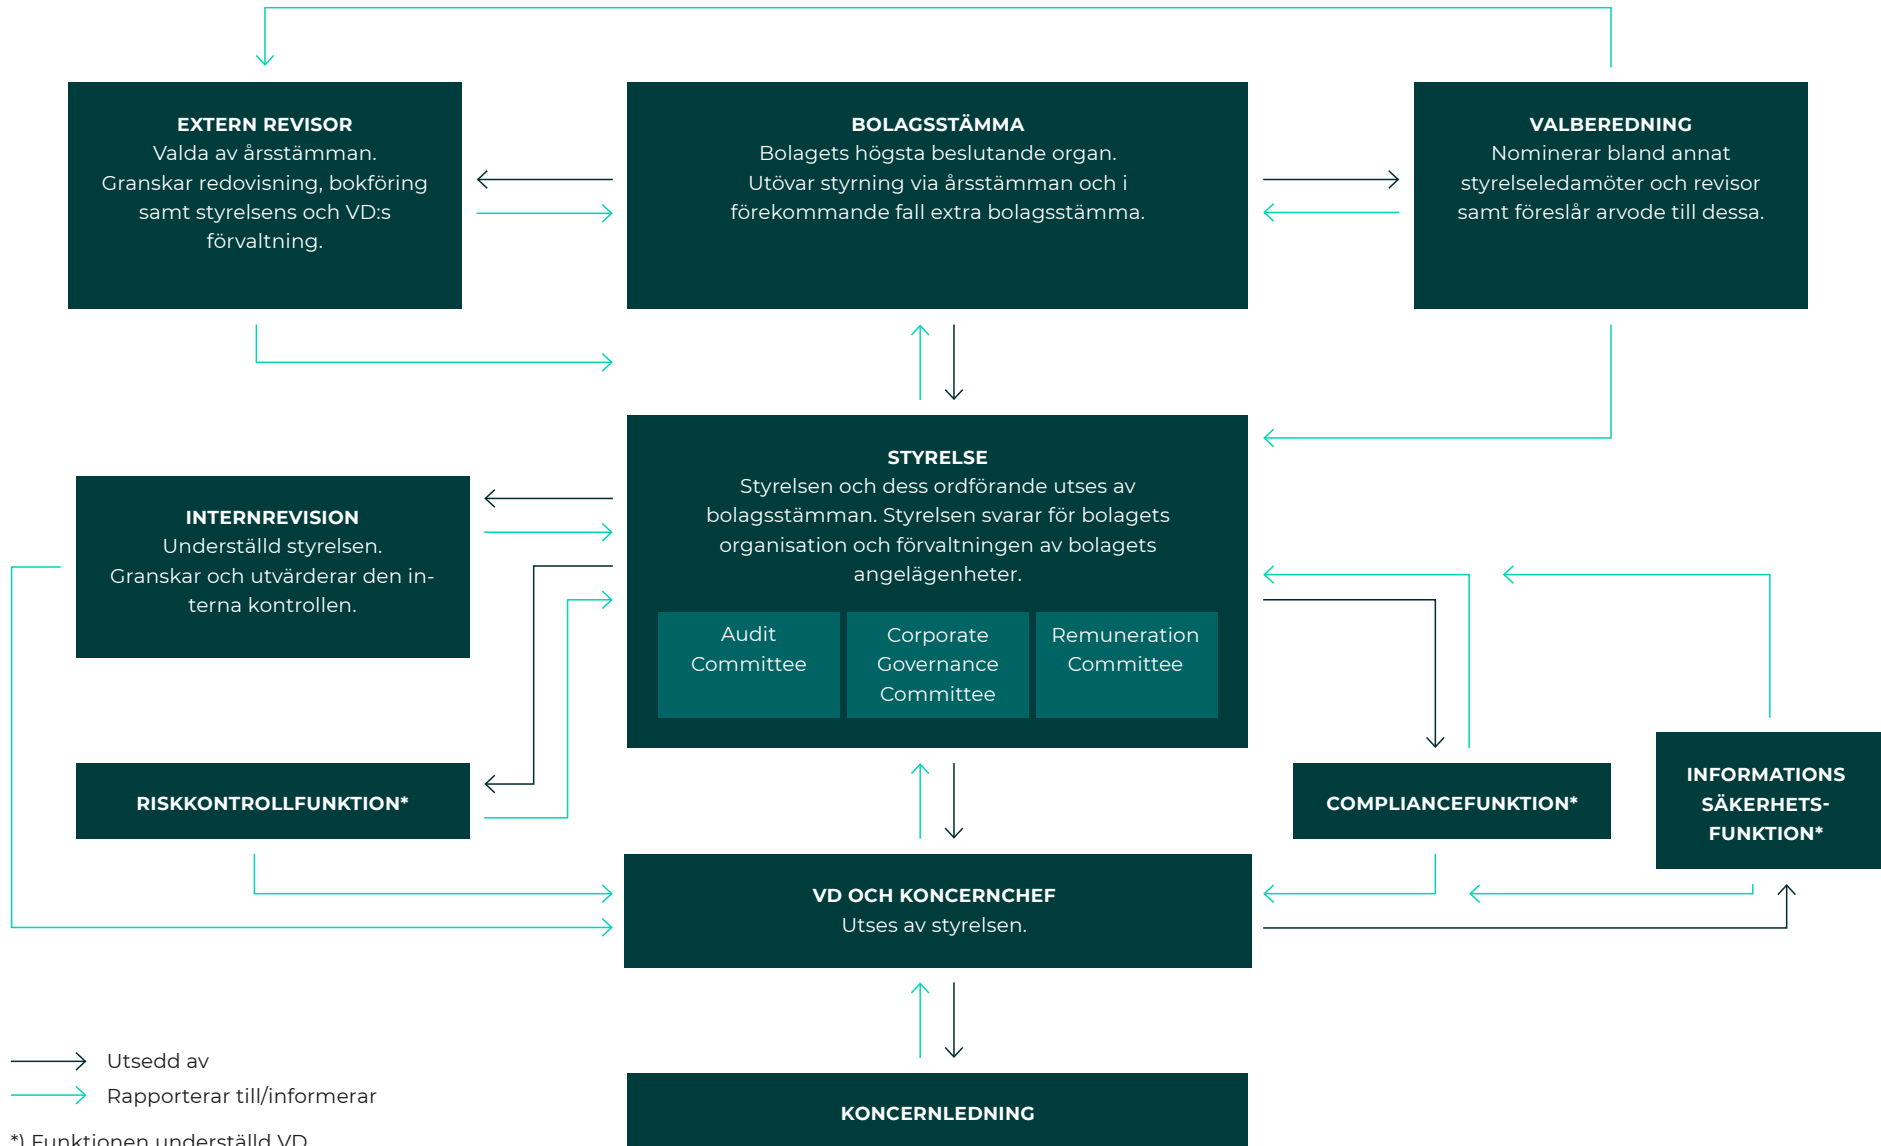 EXTERN REVISOR
Valda av årsstämman.
Granskar redovisning, bokföring
samt styrelsens och VD:s
förvaltning.
BOLAGSSTÄMMA
Bolagets högsta beslutande organ.
Utövar styrning via årsstämman och i
förekommande fall extra bolagsstämma.
VALBEREDNING
Nominerar bland annat
styrelseledamöter och revisor
samt föreslår arvode till dessa.
STYRELSE
Styrelsen och dess ordförande utses av
bolagsstämman. Styrelsen svarar för bolagets
organisation och förvaltningen av bolagets
angelägenheter.
Audit
Committee
Corporate
Governance
Committee
Remuneration
Committee
INTERNREVISION
Underställd styrelsen.
Granskar och utvärderar den in-
terna kontrollen.
RISKKONTROLLFUNKTION*
COMPLIANCEFUNKTION*
INFORMATIONS
SÄKERHETS-
FUNKTION*
VD OCH KONCERNCHEF
Utses av styrelsen.
KONCERNLEDNING
Utsedd av
Rapporterar till/informerar
*) Funktionen underställd VD